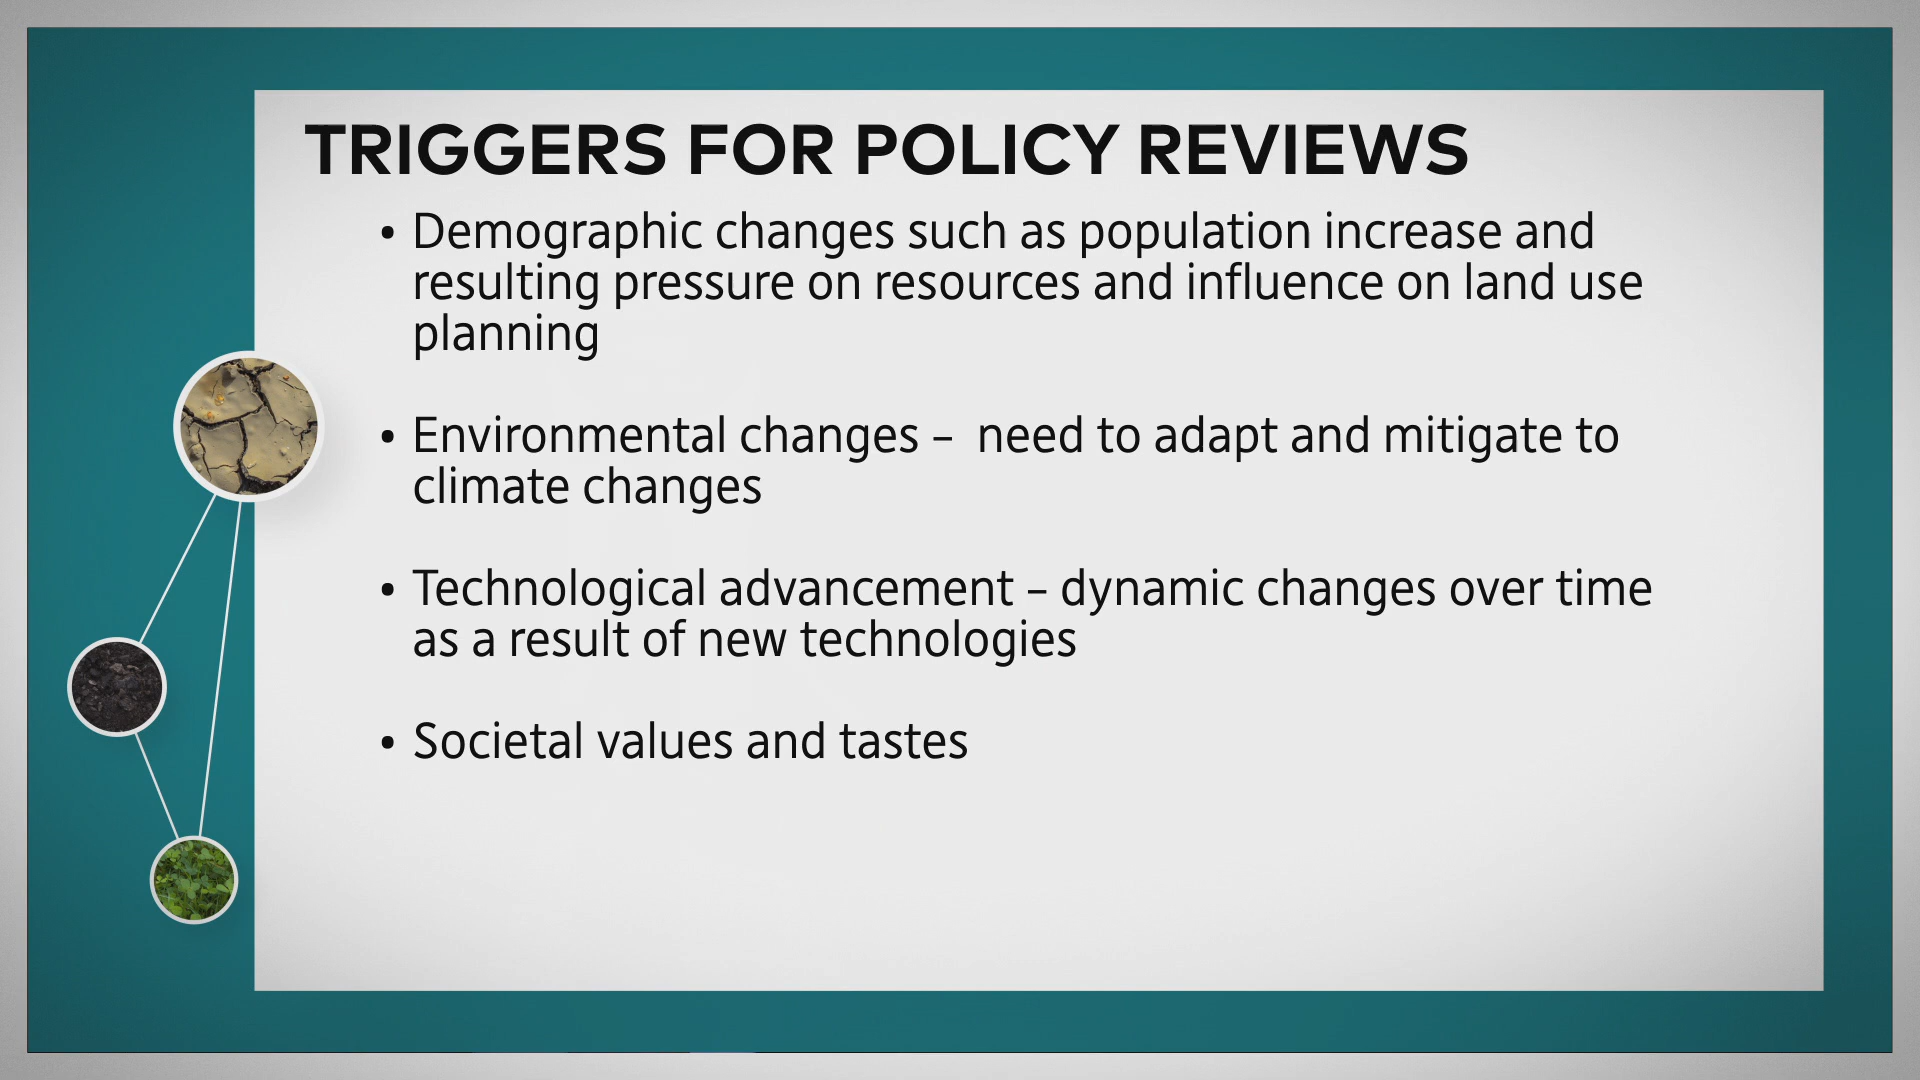 TRIGGERS FOR POLICY REVIEWS
• Demographic changes such as population increase and
resulting pressure on resources and influence on land use
planning
• Environmental changes –  need to adapt and mitigate to
climate changes
• Technological advancement – dynamic changes over time
as a result of new technologies
• Societal values and tastes